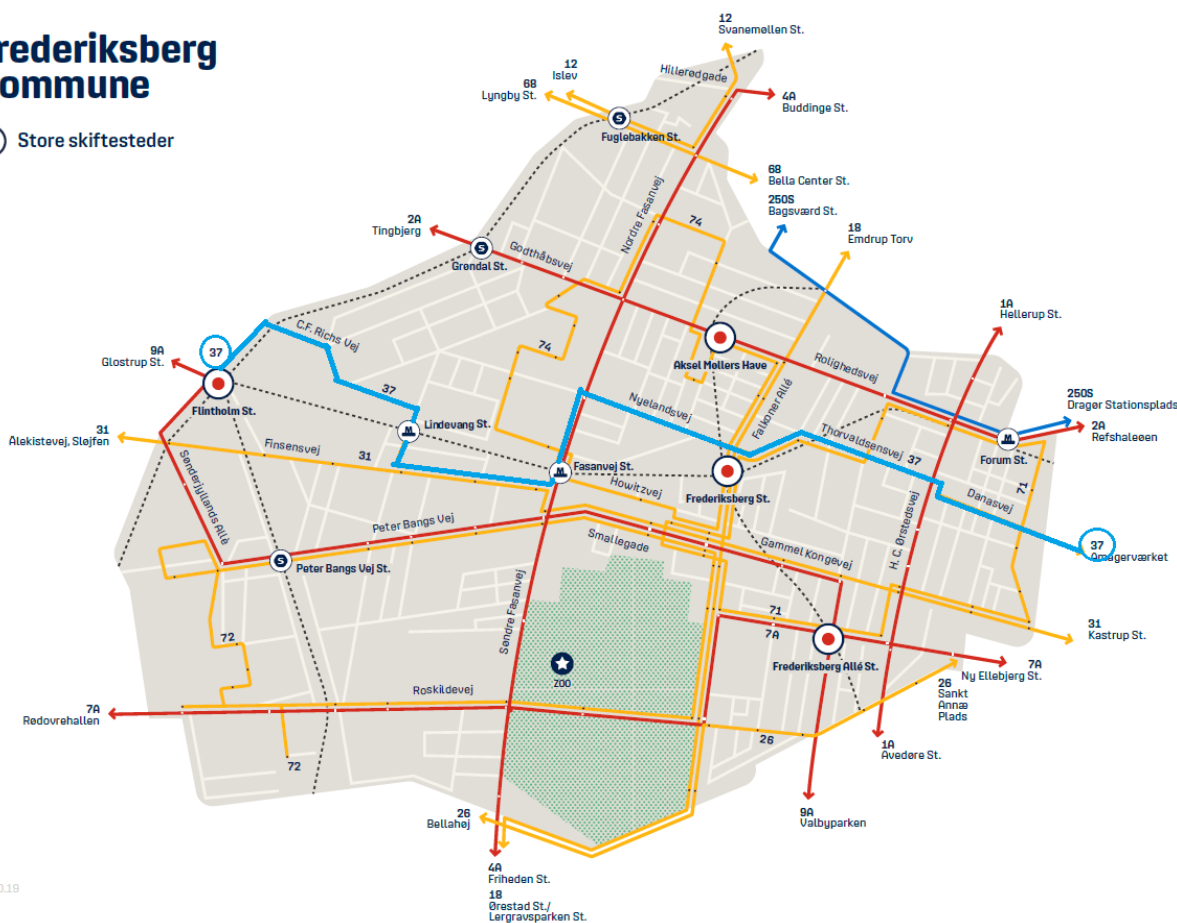 rederiksberg
ommune
Store skiftesteder
12
Svanemøllen St.
12
Islev
68
Lyngby St.
Hillerødgade
4A
Buddinge St.
Fuglebakken St.
68
Bella Center St.
250S
Bagsværd St.
18
Emdrup Torv
Nordre Fasanvej
74
2A
Tingbjerg
Grøndal St.
Godthåbsvej
1A
Hellerup St.
C.F. Richs Vej
37
9A
Glostrup St.
74
Aksel Møllers Have
Rolighedsvej
Flintholm St.
37
Nyelandsvej
Falkoner Allé
250S
Dragør Stationsplads
2A
Refshaleøen
31
Ålekistevej, Sløjfen
Lindevang St.
Finsensvej
31
Thorvaldsensvej
37
Forum St.
Fasanvej St.
Howitzvej
Frederiksberg St.
71
Danasvej
Sønderjyllands Allè
Peter Bangs Vej
Smallegade
Gammel Kongevej
H. C. Ørstedsvej
37
Amagerværket
Peter Bangs Vej St.
72
Søndre Fasanvej
71
7A
31
Kastrup St.
ZOO
Frederiksberg Allé St.
7A
Ny Ellebjerg St.
26
Sankt
Annæ
Plads
Roskildevej
7A
Rødovrehallen
72
26
1A
Avedøre St.
26
Bellahøj
9A
Valbyparken
4A
Friheden St.
18
Ørestad St./
Lergravsparken St.
0.19